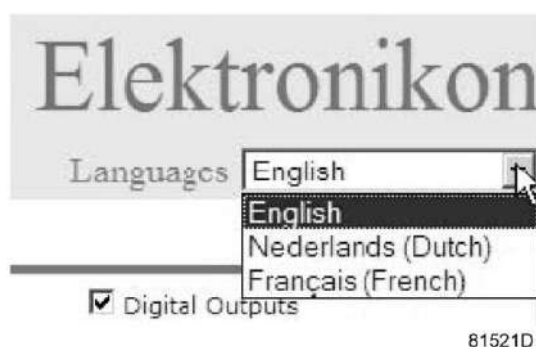 Elektronikon
Languages English
English
Nederlands (Dutch)
Français (French)
Digital Outputs
81521D